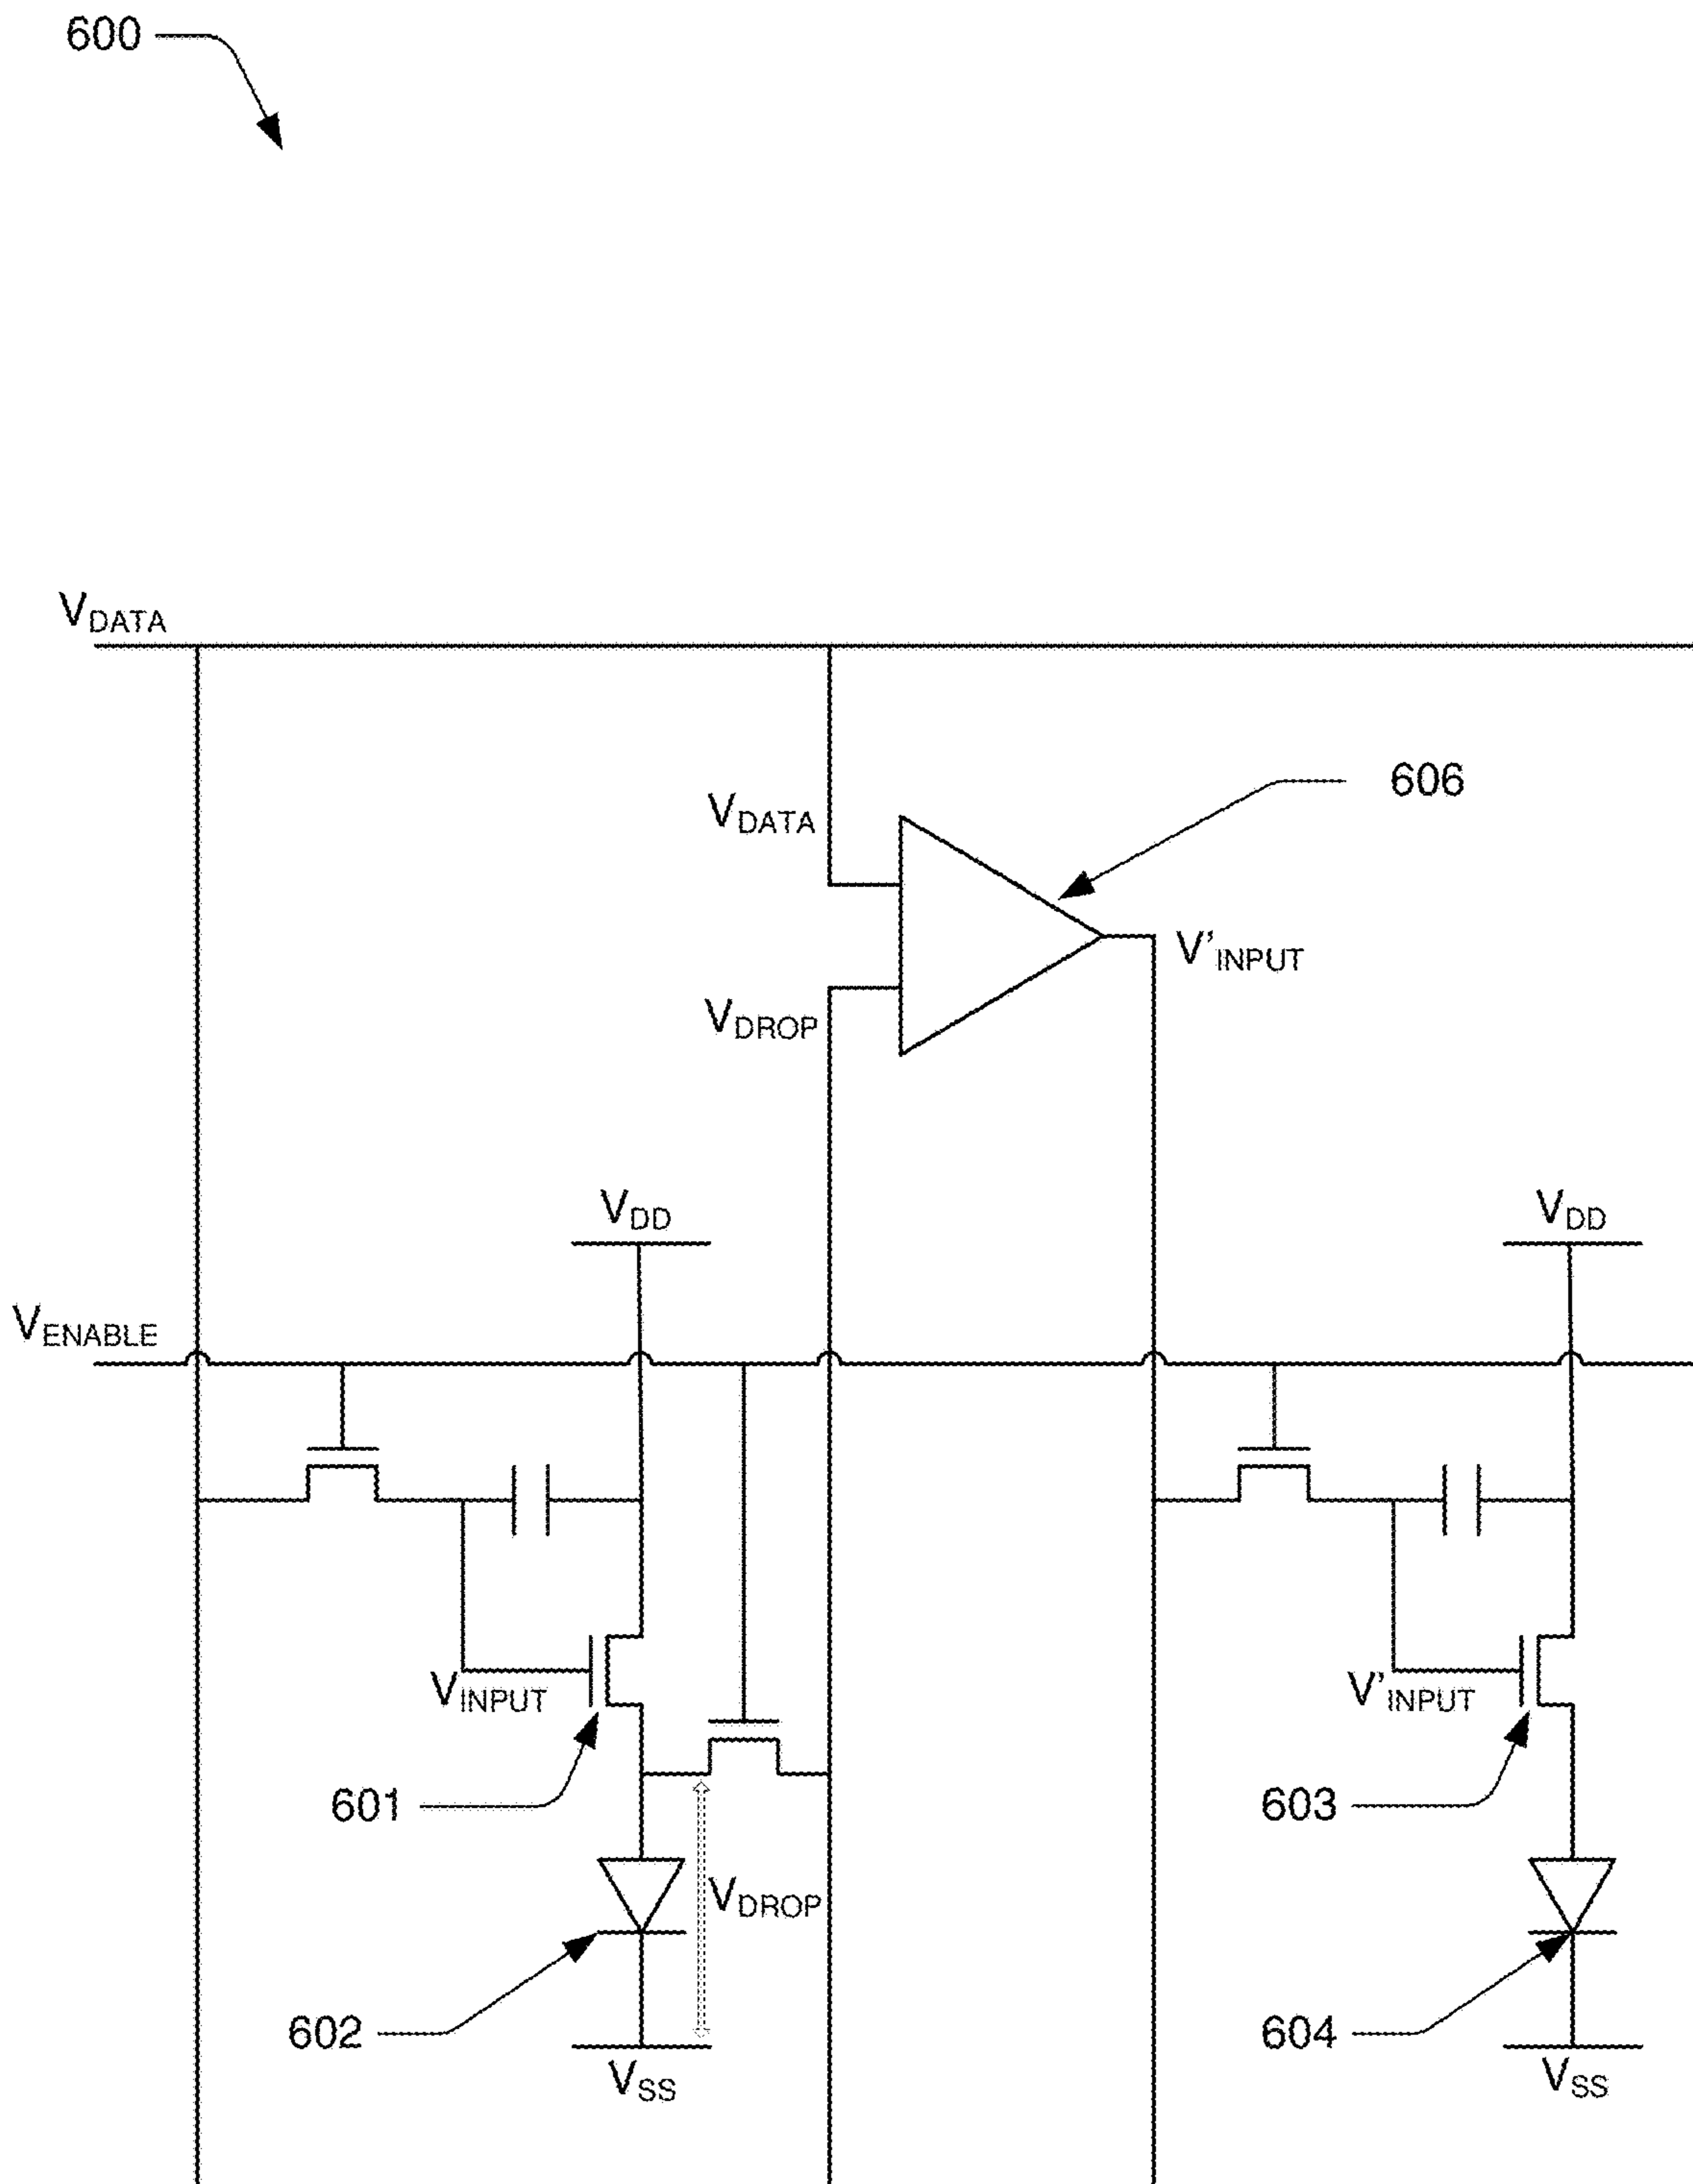 600
VDATA
606
VDATA
V'INPUT
VDROP
VDD
VDD
VENABLE
VINPUT
V'INPUT
601
603
VDROP
602
604
VSS
VSS